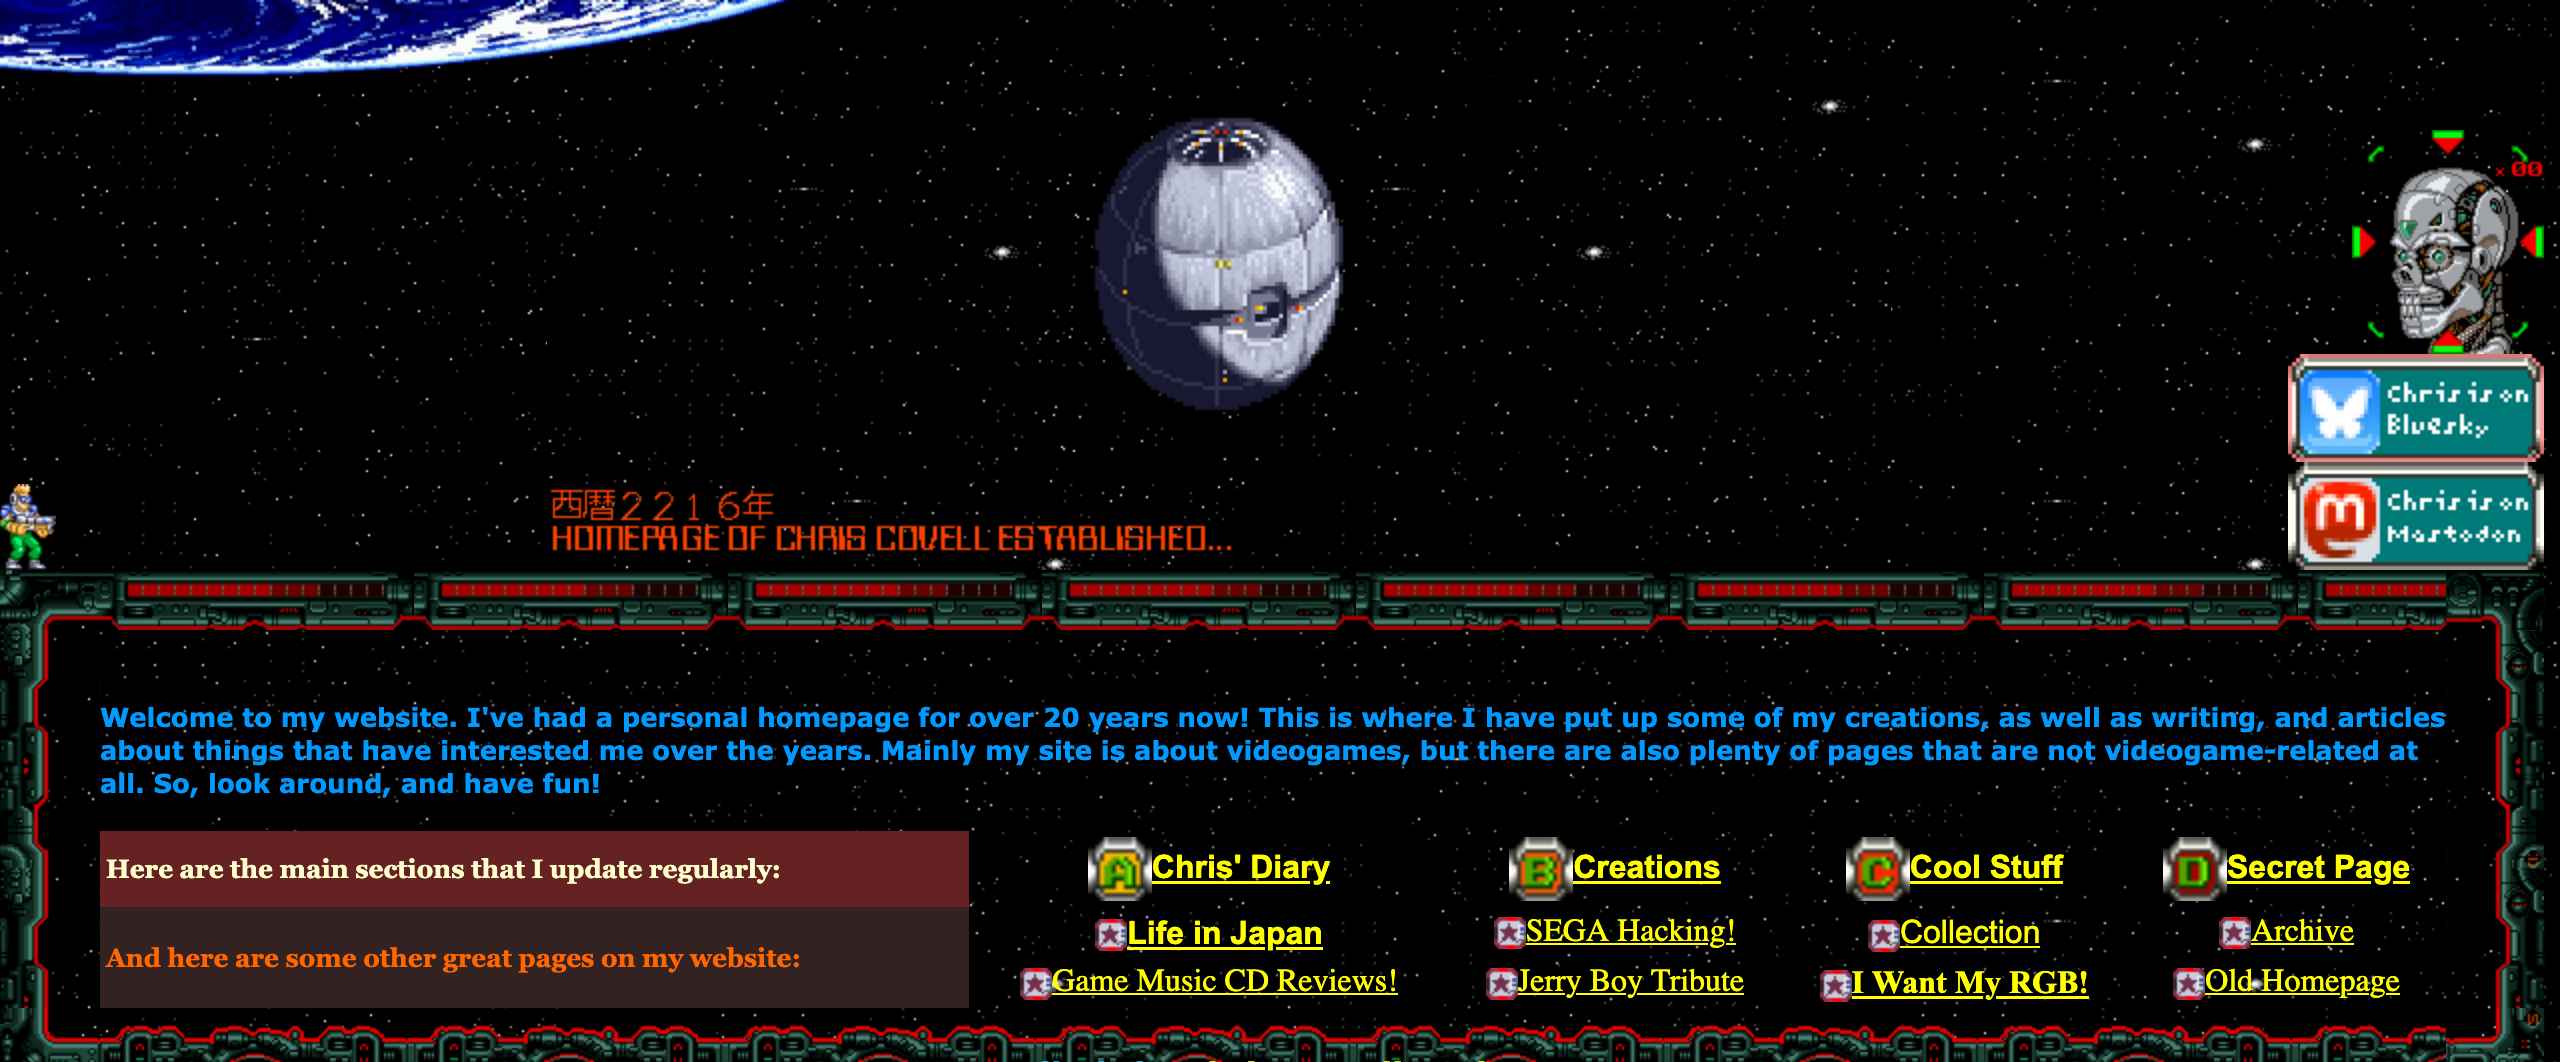 ×00
Chris is on
Bluesky
Chris is on
Mastodon
西暦２２１６年
HOMEPAGE OF CHRIS COVELL ESTABLISHED...
Welcome to my website. I've had a personal homepage for over 20 years now! This is where I have put up some of my creations, as well as writing, and articles
about things that have interested me over the years. Mainly my site is about videogames, but there are also plenty of pages that are not videogame-related at
all. So, look around, and have fun!
Here are the main sections that I update regularly:
A Chris' Diary B Creations C Cool Stuff D Secret Page
And here are some other great pages on my website:
Life in Japan SEGA Hacking! Collection Archive
Game Music CD Reviews! Jerry Boy Tribute I Want My RGB! Old Homepage